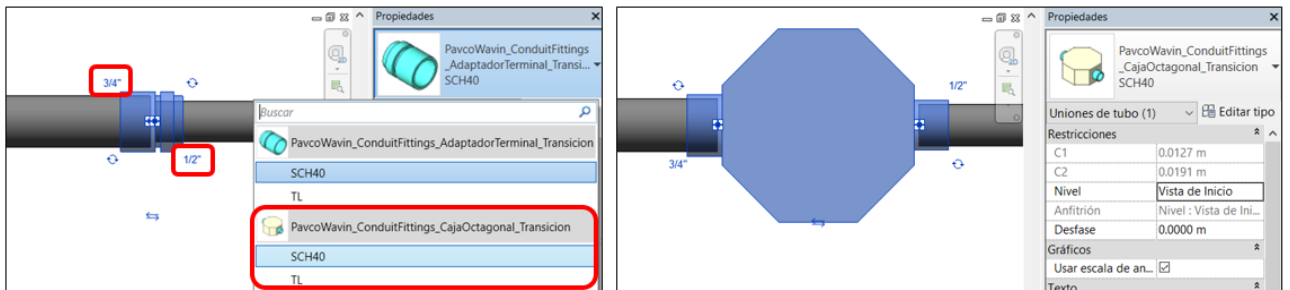 Propiedades
PavcoWavin_ConduitFittings
_AdaptadorTerminal_Transi...
SCH40
3/4"
1/2"
Buscar
PavcoWavin_ConduitFittings_AdaptadorTerminal_Transicion
SCH40
TL
PavcoWavin_ConduitFittings_CajaOctagonal_Transicion
SCH40
TL
Propiedades
PavcoWavin_ConduitFittings
_CajaOctagonal_Transicion
SCH40
1/2"
3/4"
Uniones de tubo (1)
Editar tipo
Restricciones
C1 0.0127 m
C2 0.0191 m
Nivel Vista de Inicio
Anfitrión Nivel : Vista de Ini...
Desfase 0.0000 m
Gráficos
Usar escala de an...
Texto